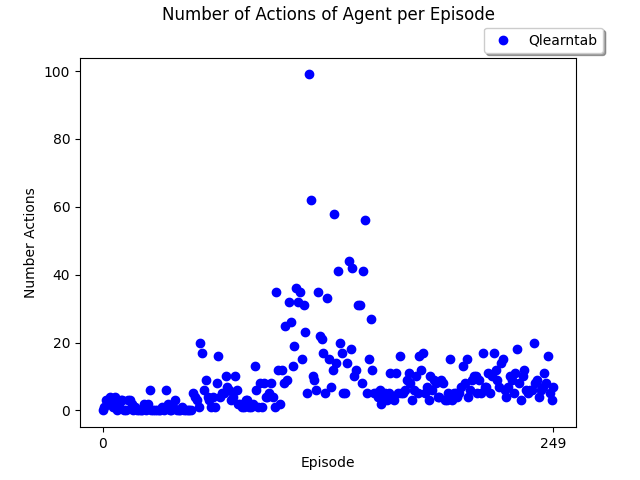 Number of Actions of Agent per Episode
Qlearntab
100
80
60
40
20
0
Number Actions
0
249
Episode